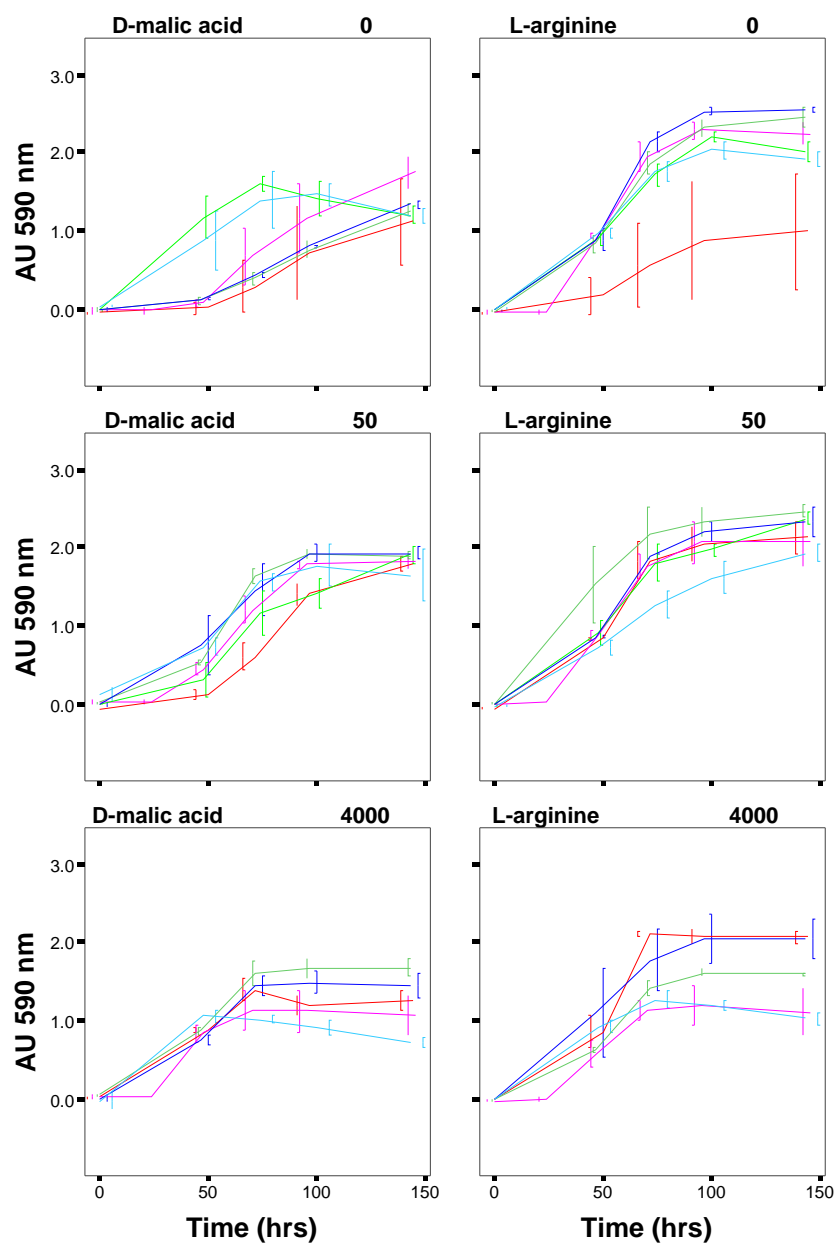 D-malic acid 0
L-arginine 0
3.0
2.0
1.0
0.0
AU 590 nm
D-malic acid 50
L-arginine 50
3.0
2.0
1.0
0.0
AU 590 nm
D-malic acid 4000
L-arginine 4000
3.0
2.0
1.0
0.0
AU 590 nm
0 50 100 150
0 50 100 150
Time (hrs)
Time (hrs)